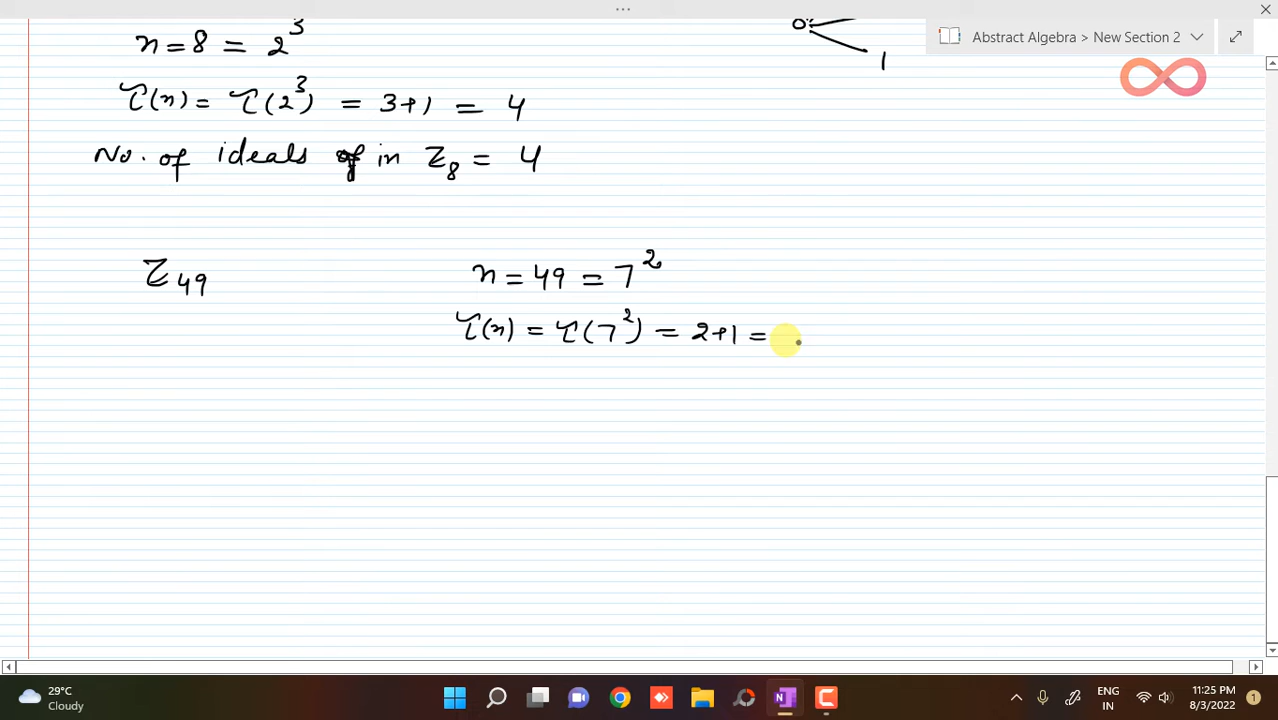 Abstract Algebra > New Section 2
0
1
n = 8 = 2³
τ(n) = τ(2³) = 3+1 = 4
No. of ideals in Z₈ = 4
Z₄₉
n = 49 = 7²
τ(n) = τ(7²) = 2+1 =
29°C
Cloudy
ENG
IN
11:25 PM
8/3/2022
1